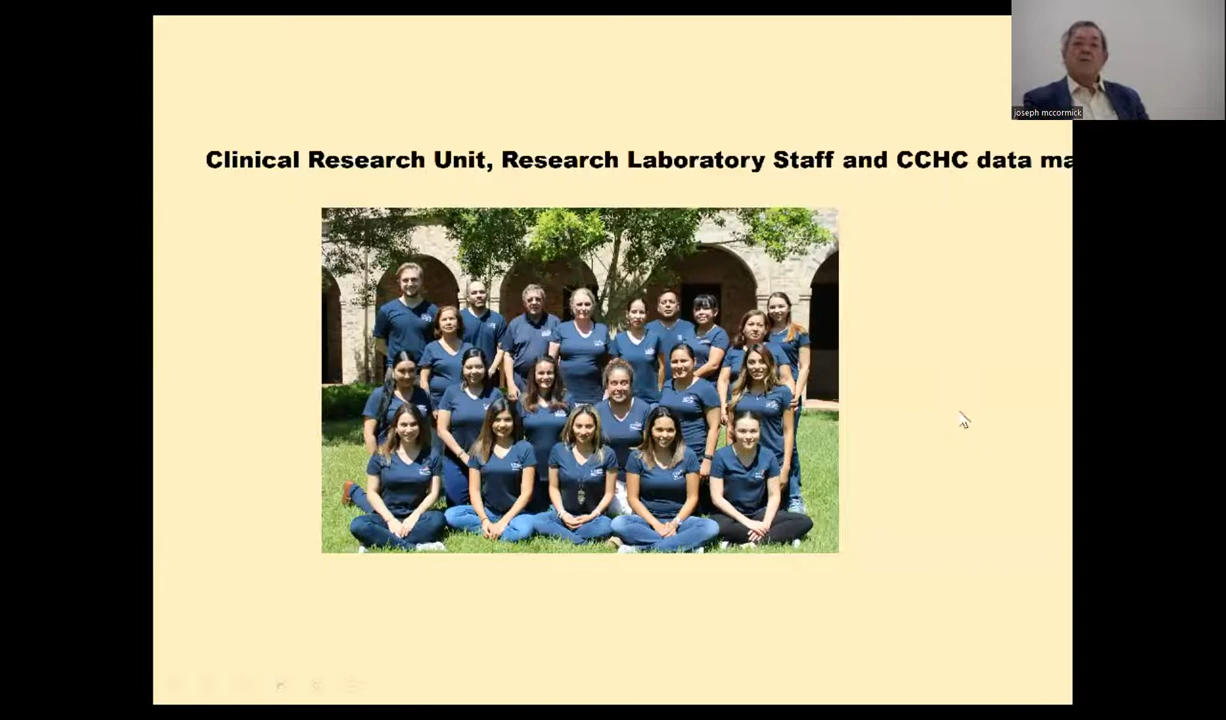 joseph mccormick
Clinical Research Unit, Research Laboratory Staff and CCHC data ma